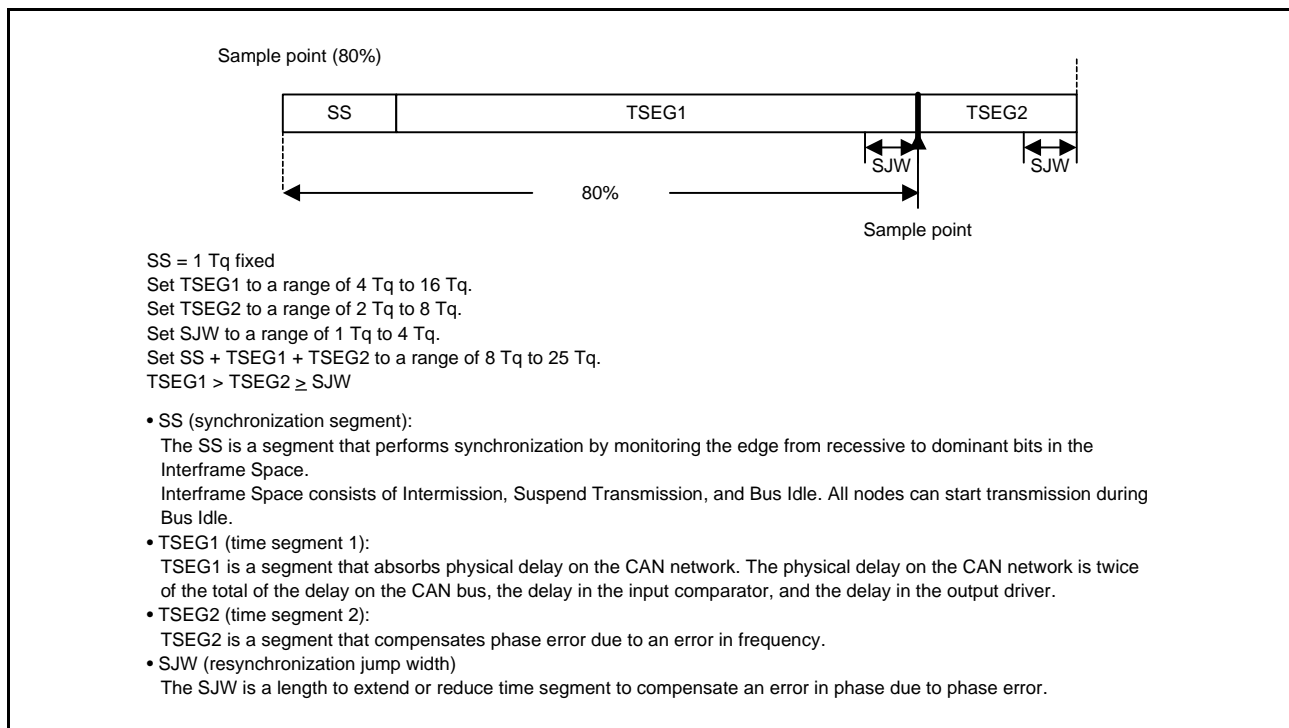 Sample point (80%)
SS
TSEG1
TSEG2
SJW
SJW
80%
Sample point
SS = 1 Tq fixed
Set TSEG1 to a range of 4 Tq to 16 Tq.
Set TSEG2 to a range of 2 Tq to 8 Tq.
Set SJW to a range of 1 Tq to 4 Tq.
Set SS + TSEG1 + TSEG2 to a range of 8 Tq to 25 Tq.
TSEG1 > TSEG2 ≥ SJW
• SS (synchronization segment):
The SS is a segment that performs synchronization by monitoring the edge from recessive to dominant bits in the
Interframe Space.
Interframe Space consists of Intermission, Suspend Transmission, and Bus Idle. All nodes can start transmission during
Bus Idle.
• TSEG1 (time segment 1):
TSEG1 is a segment that absorbs physical delay on the CAN network. The physical delay on the CAN network is twice
of the total of the delay on the CAN bus, the delay in the input comparator, and the delay in the output driver.
• TSEG2 (time segment 2):
TSEG2 is a segment that compensates phase error due to an error in frequency.
• SJW (resynchronization jump width)
The SJW is a length to extend or reduce time segment to compensate an error in phase due to phase error.